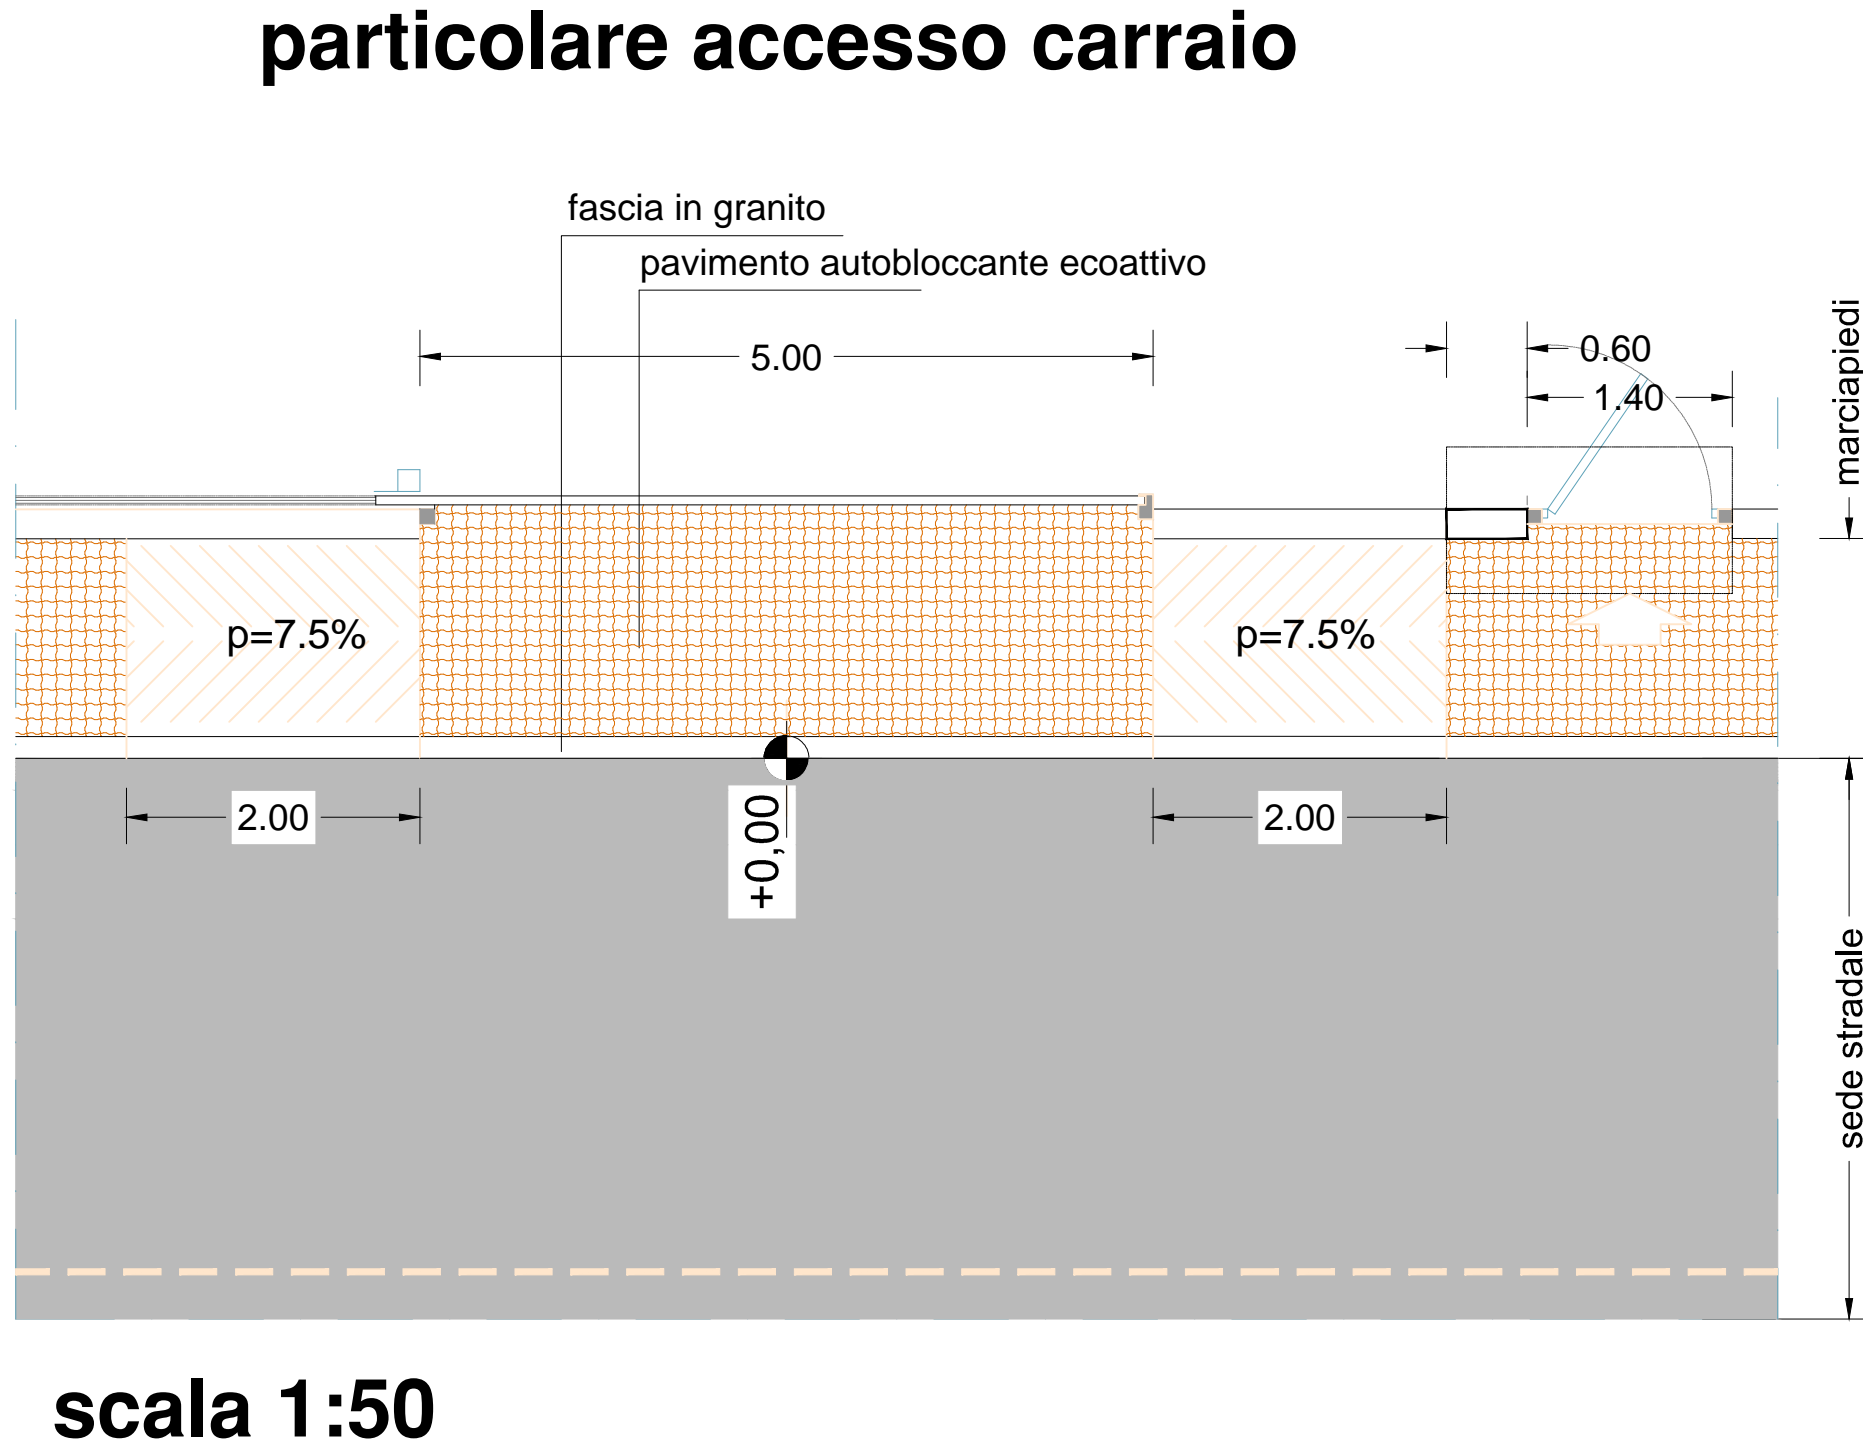 particolare accesso carraio
fascia in granito
pavimento autobloccante ecoattivo
5.00
0.60
1.40
marciapiedi
p=7.5%
p=7.5%
2.00
+0,00
2.00
sede stradale
scala 1:50